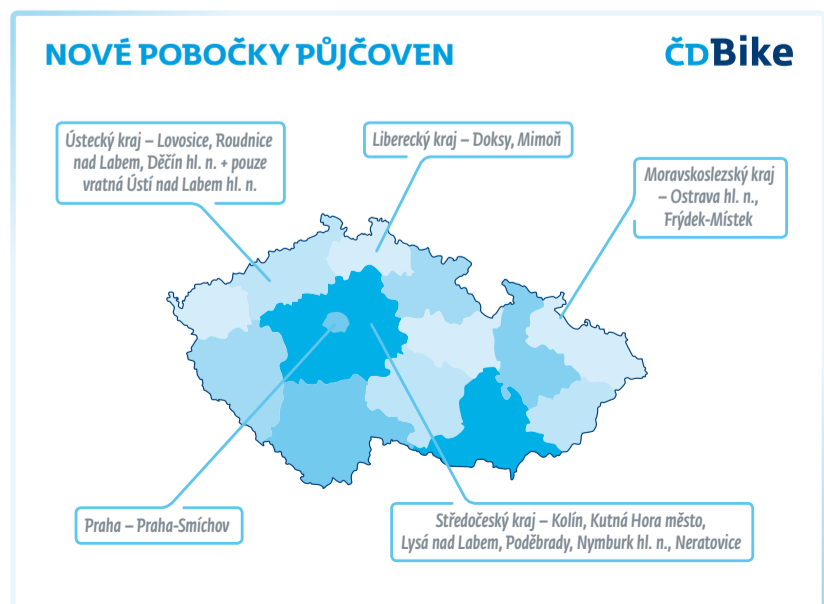 NOVÉ POBOČKY PŮJČOVEN
ČDBike
Ústecký kraj – Lovosice, Roudnice
nad Labem, Děčín hl. n. + pouze
vratná Ústí nad Labem hl. n.
Liberecký kraj – Doksy, Mimoň
Moravskoslezský kraj
– Ostrava hl. n.,
Frýdek-Místek
Praha – Praha-Smíchov
Středočeský kraj – Kolín, Kutná Hora město,
Lysá nad Labem, Poděbrady, Nymburk hl. n., Neratovice